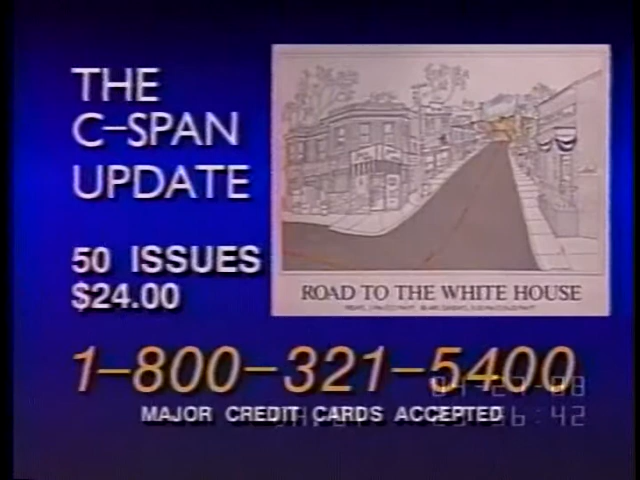 THE
C–SPAN
UPDATE
50 ISSUES
$24.00
ROAD TO THE WHITE HOUSE
1–800–321–5400
MAJOR CREDIT CARDS ACCEPTED